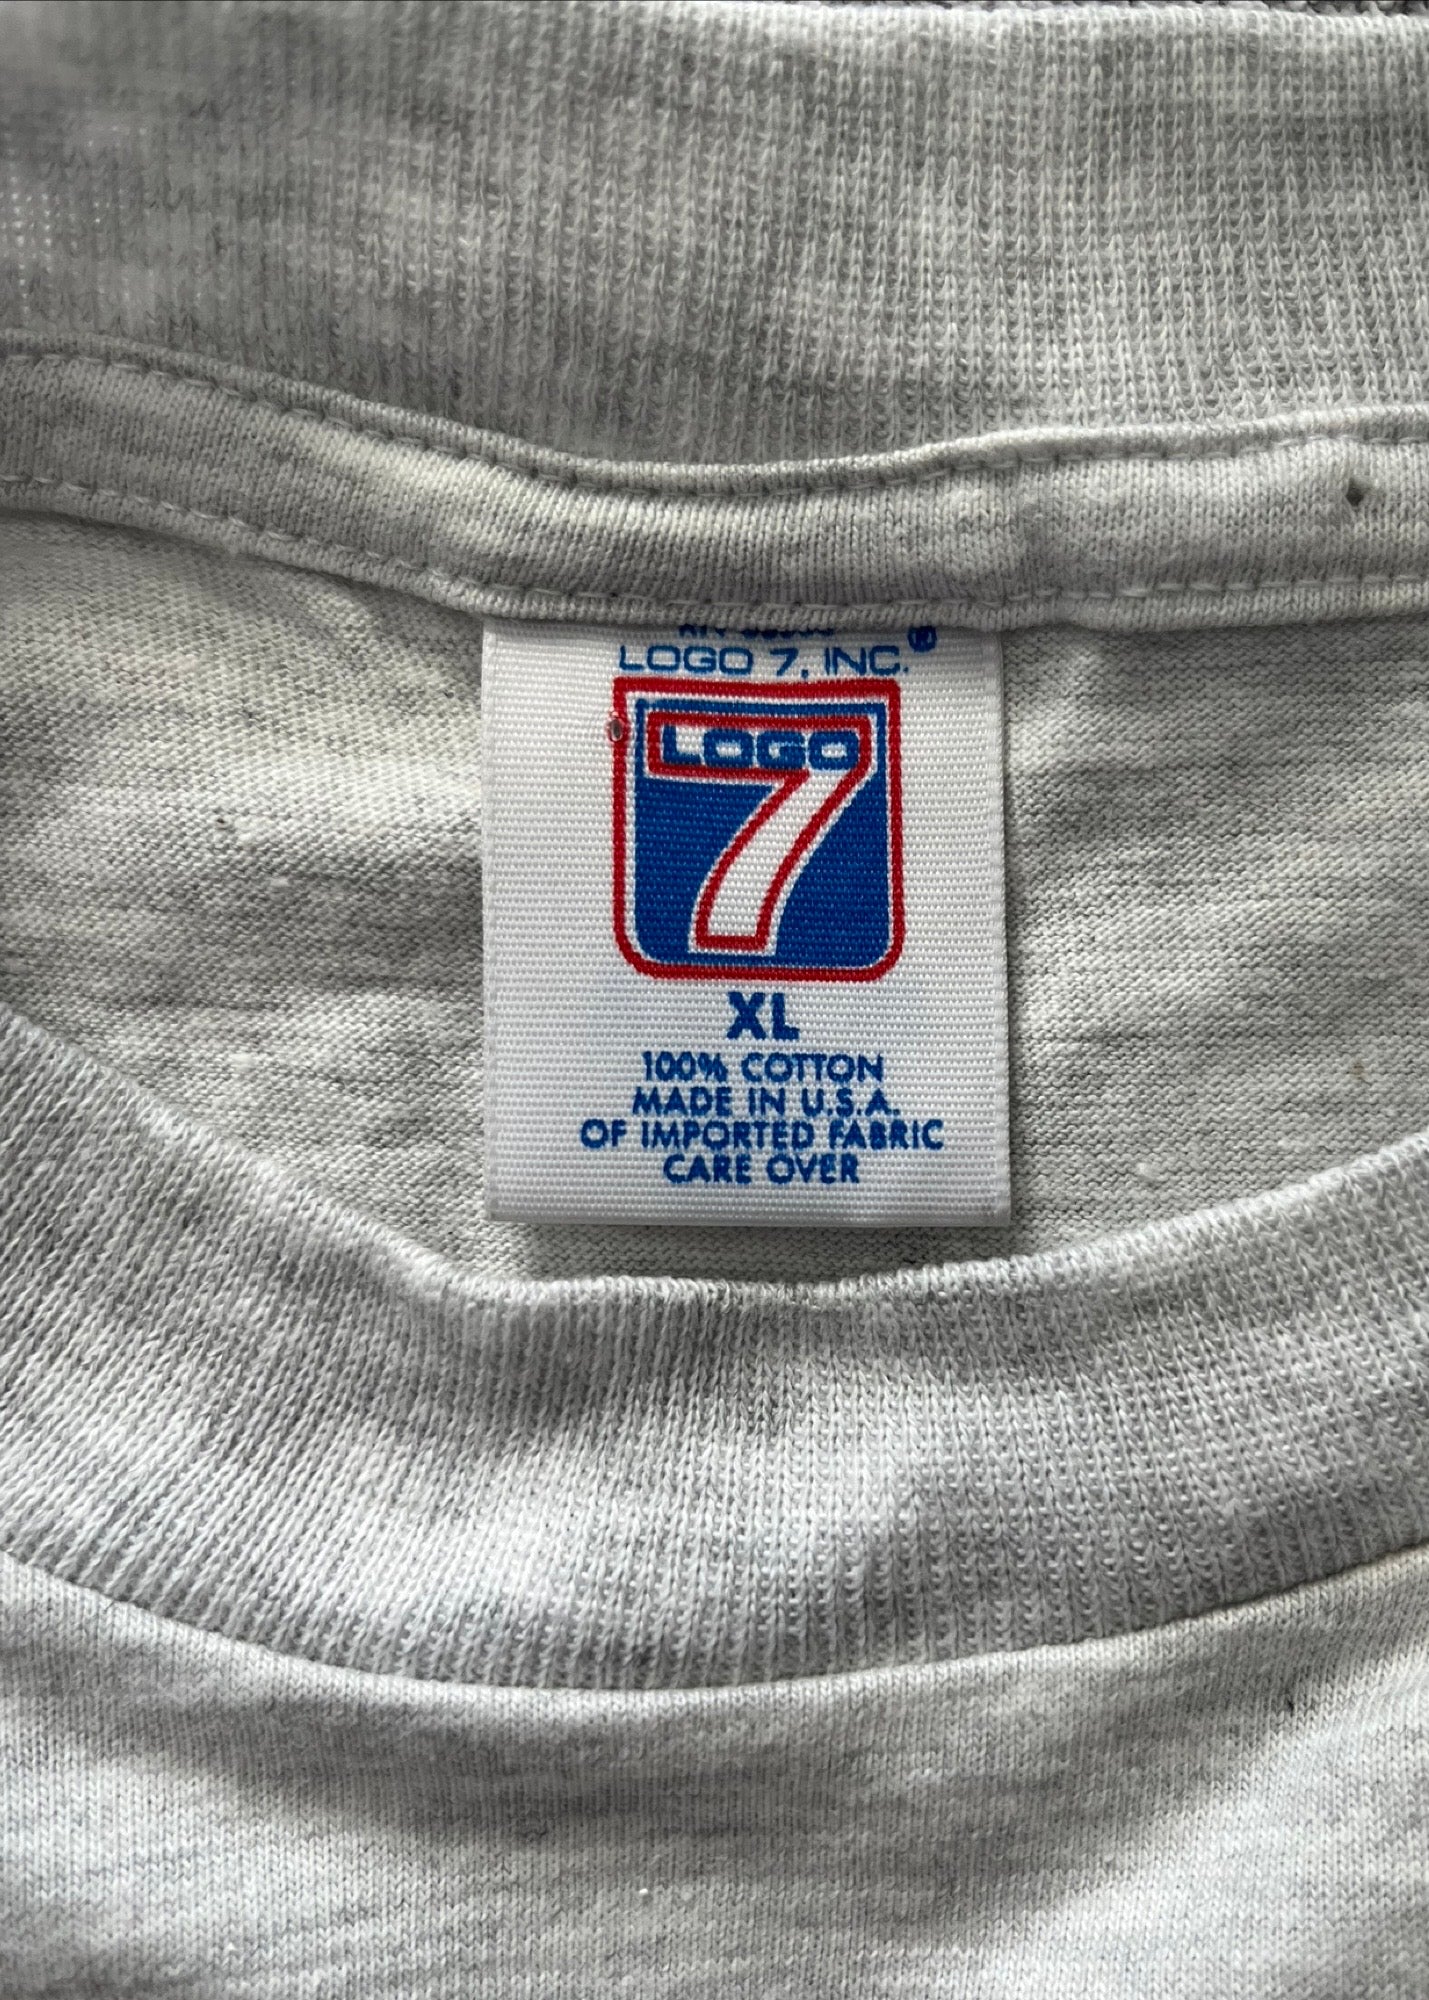 LOGO 7, INC.®
LOGO
7
XL
100% COTTON
MADE IN U.S.A.
OF IMPORTED FABRIC
CARE OVER